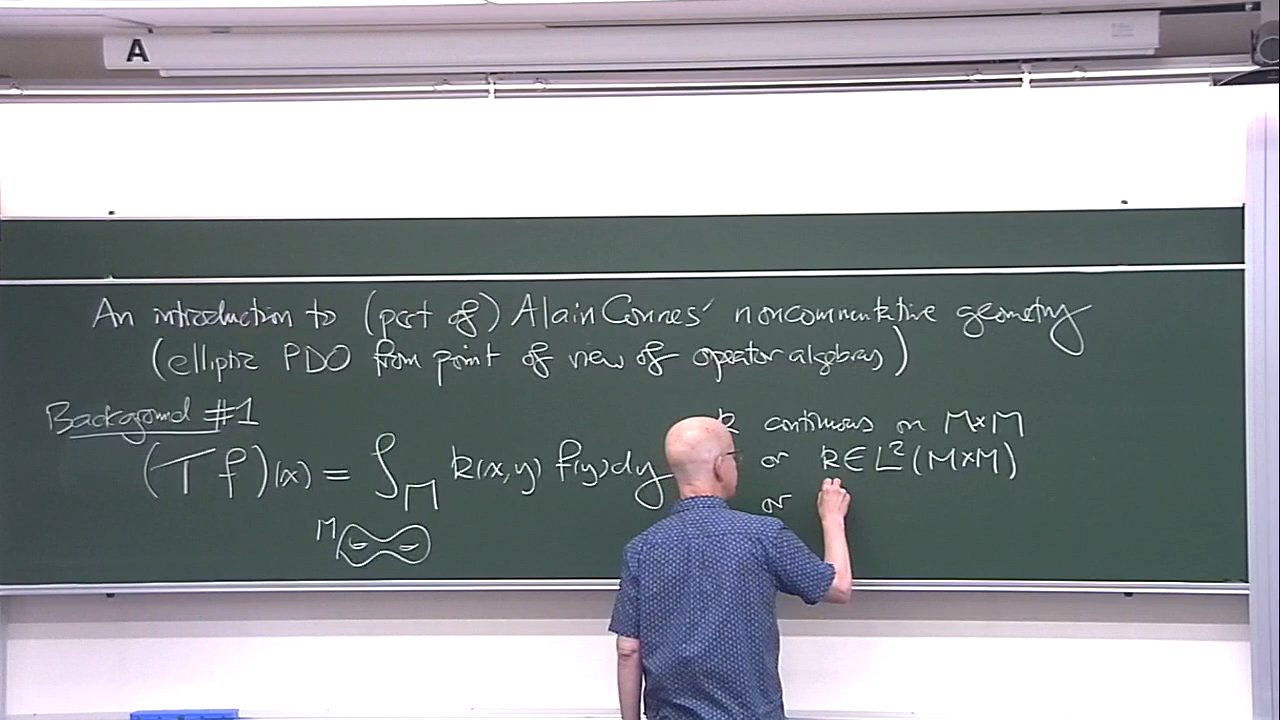 A
An introduction to (part of) Alain Connes' noncommutative geometry
(elliptic PDO from point of view of operator algebras)
Background #1
(Tf)(x) = ∫_M k(x,y) f(y) dy
k continuous on M×M
or k∈L²(M×M)
or
M